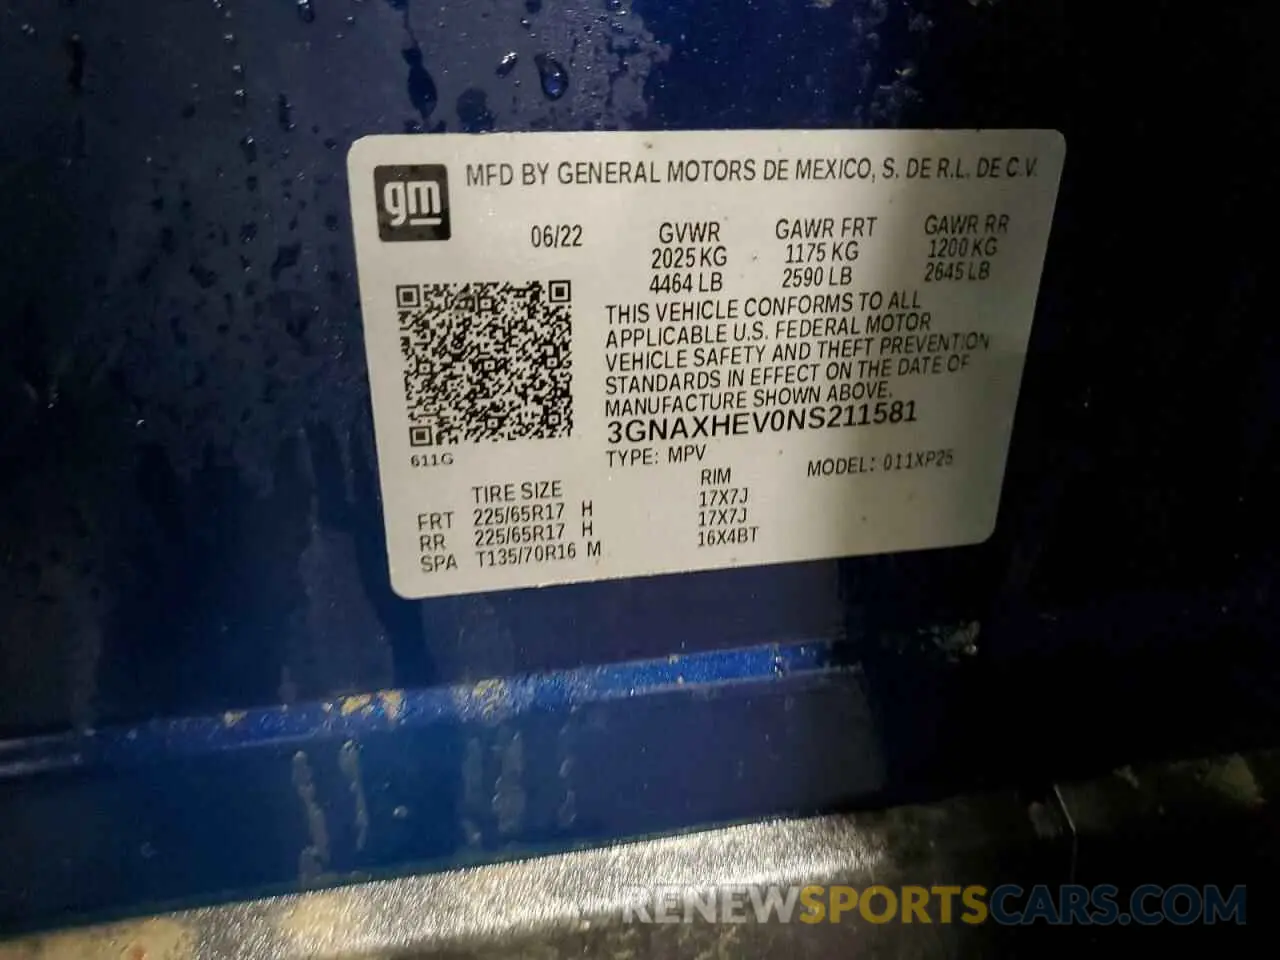 gm
MFD BY GENERAL MOTORS DE MEXICO, S. DE R.L. DE C.V.
06/22
GVWR GAWR FRT GAWR RR
2025 KG 1175 KG 1200 KG
4464 LB 2590 LB 2645 LB
THIS VEHICLE CONFORMS TO ALL
APPLICABLE U.S. FEDERAL MOTOR
VEHICLE SAFETY AND THEFT PREVENTION
STANDARDS IN EFFECT ON THE DATE OF
MANUFACTURE SHOWN ABOVE.
3GNAXHEV0NS211581
611G
TYPE: MPV MODEL: 011XP26
TIRE SIZE RIM
FRT 225/65R17 H 17X7J
RR 225/65R17 H 17X7J
SPA T135/70R16 M 16X4BT
RENEWSPORTSCARS.COM